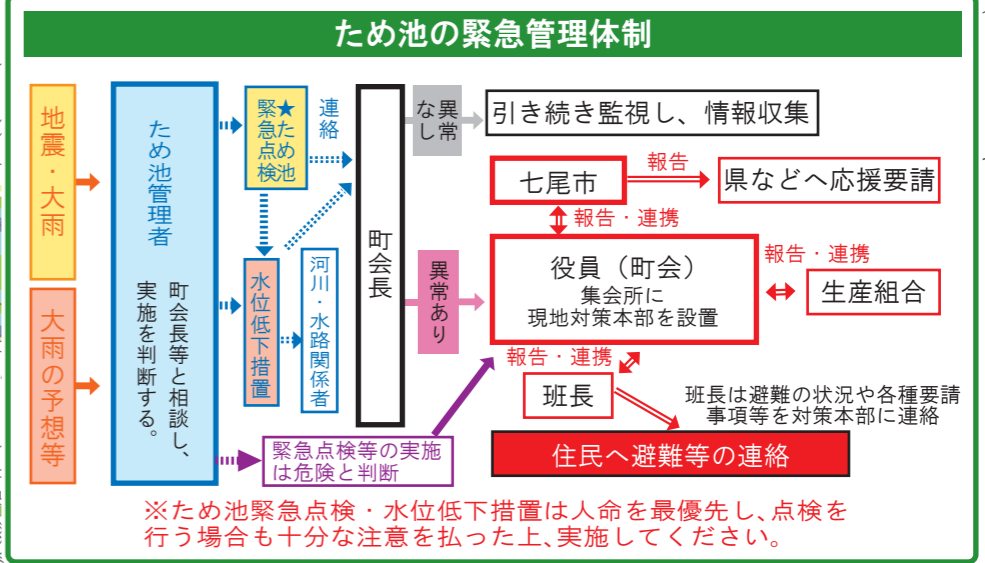 ため池の緊急管理体制
地震・大雨
大雨の予想等
ため池管理者
町会長等と相談し、
実施を判断する。
★ため池
緊急点検
連絡
水位低下措置
河川・水路関係者
緊急点検等の実施
は危険と判断
町会長
異常
なし
引き続き監視し、情報収集
異常あり
七尾市
報告
県などへ応援要請
報告・連携
役員（町会）
集会所に
現地対策本部を設置
報告・連携
生産組合
報告・連携
班長
班長は避難の状況や各種要請
事項等を対策本部に連絡
住民へ避難等の連絡
※ため池緊急点検・水位低下措置は人命を最優先し、点検を
行う場合も十分な注意を払った上、実施してください。